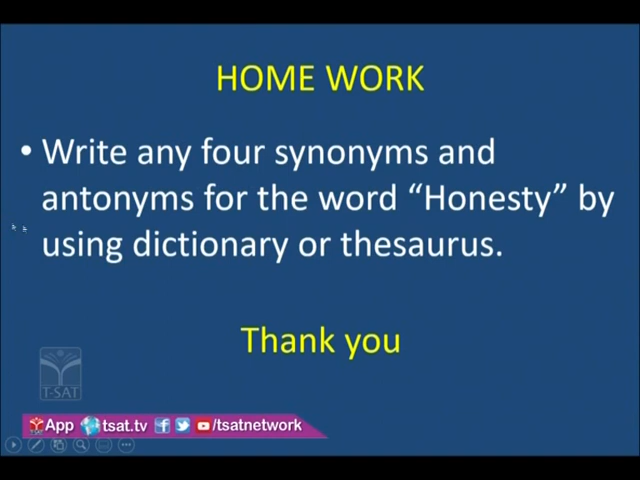 HOME WORK
• Write any four synonyms and
antonyms for the word “Honesty” by
using dictionary or thesaurus.
Thank you
T-SAT
App tsat.tv /tsatnetwork